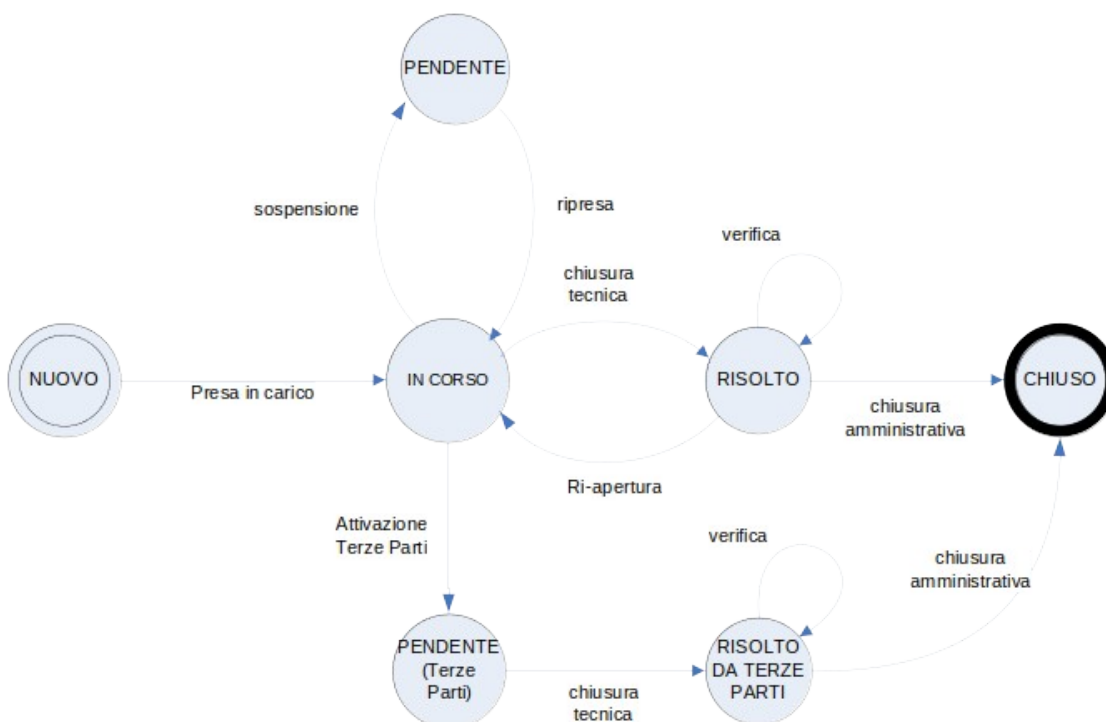 PENDENTE
sospensione
ripresa
verifica
chiusura
tecnica
NUOVO
Presa in carico
IN CORSO
RISOLTO
CHIUSO
chiusura
amministrativa
Ri-apertura
Attivazione
Terze Parti
verifica
chiusura
amministrativa
PENDENTE
(Terze
Parti)
chiusura
tecnica
RISOLTO
DA TERZE
PARTI